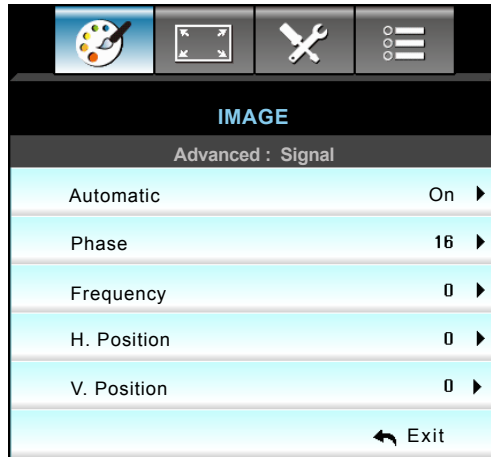 IMAGE
Advanced : Signal
Automatic On
Phase 16
Frequency 0
H. Position 0
V. Position 0
Exit